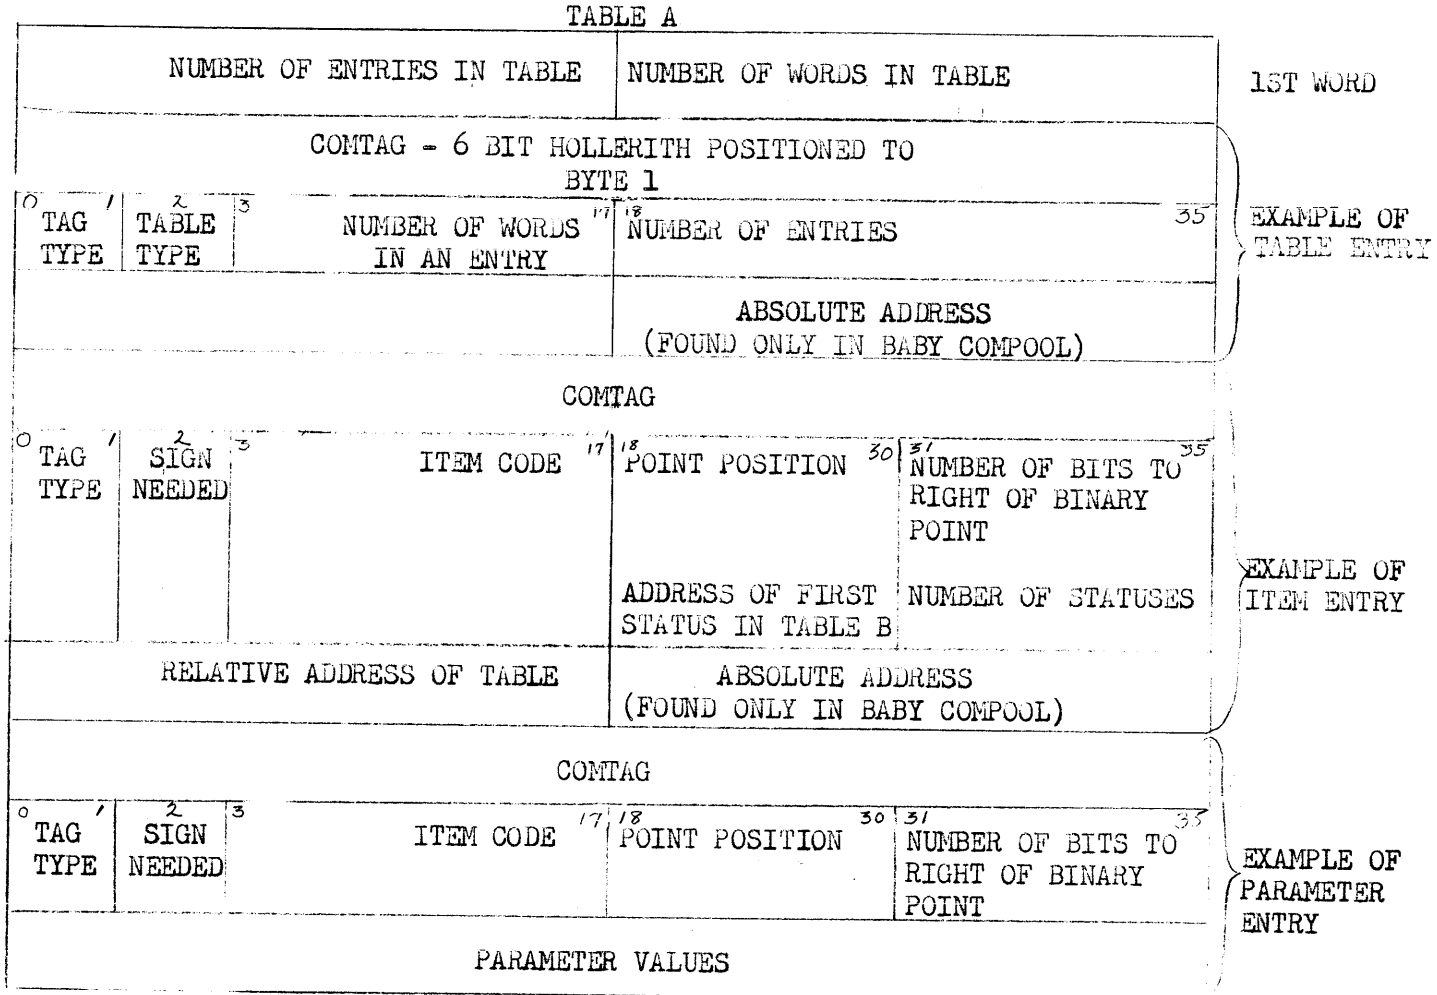 TABLE A
NUMBER OF ENTRIES IN TABLE
NUMBER OF WORDS IN TABLE
1ST WORD
COMTAG - 6 BIT HOLLERITH POSITIONED TO
BYTE 1
0 1 2 3 17 18 35
TAG
TYPE
TABLE
TYPE
NUMBER OF WORDS
IN AN ENTRY
NUMBER OF ENTRIES
EXAMPLE OF
TABLE ENTRY
ABSOLUTE ADDRESS
(FOUND ONLY IN BABY COMPOOL)
COMTAG
0 1 2 3 17 18 30 31 35
TAG
TYPE
SIGN
NEEDED
ITEM CODE
POINT POSITION
NUMBER OF BITS TO
RIGHT OF BINARY
POINT
ADDRESS OF FIRST
STATUS IN TABLE B
NUMBER OF STATUSES
EXAMPLE OF
ITEM ENTRY
RELATIVE ADDRESS OF TABLE
ABSOLUTE ADDRESS
(FOUND ONLY IN BABY COMPOOL)
COMTAG
0 1 2 3 17 18 30 31 35
TAG
TYPE
SIGN
NEEDED
ITEM CODE
POINT POSITION
NUMBER OF BITS TO
RIGHT OF BINARY
POINT
EXAMPLE OF
PARAMETER
ENTRY
PARAMETER VALUES